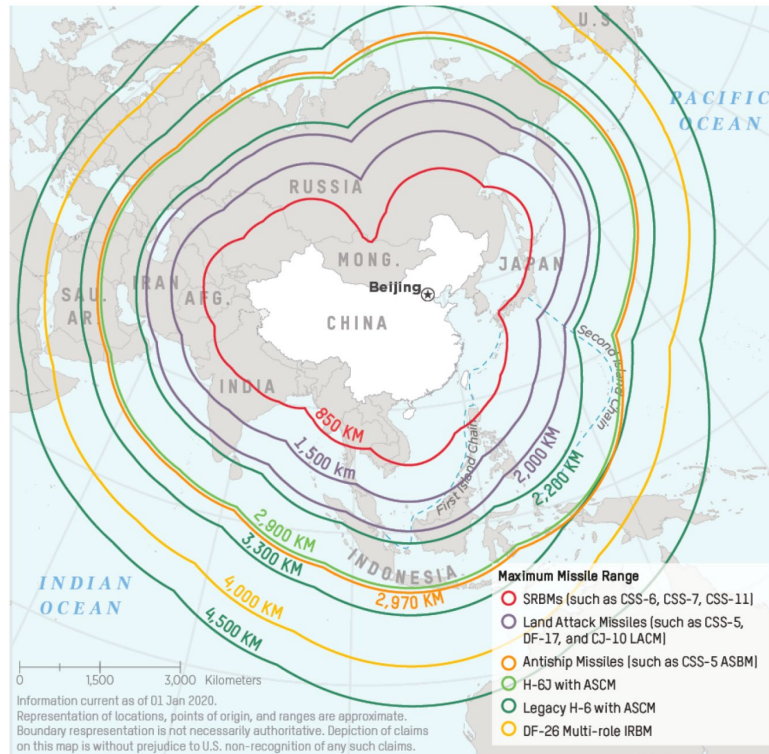 U.S.
PACIFIC
OCEAN
RUSSIA
MONG.
JAPAN
Beijing
IRAN
AFG.
SAU.
AR.
CHINA
Second Island Chain
INDIA
850 KM
1,500 km
2,000 KM
2,200 KM
First Island Chain
2,900 KM
3,300 KM
INDONESIA
2,970 KM
4,000 KM
4,500 KM
INDIAN
OCEAN
Maximum Missile Range
SRBMs (such as CSS-6, CSS-7, CSS-11)
Land Attack Missiles (such as CSS-5,
DF-17, and CJ-10 LACM)
Antiship Missiles (such as CSS-5 ASBM)
H-6J with ASCM
Legacy H-6 with ASCM
DF-26 Multi-role IRBM
0 1,500 3,000 Kilometers
Information current as of 01 Jan 2020.
Representation of locations, points of origin, and ranges are approximate.
Boundary respresentation is not necessarily authoritative. Depiction of claims
on this map is without prejudice to U.S. non-recognition of any such claims.